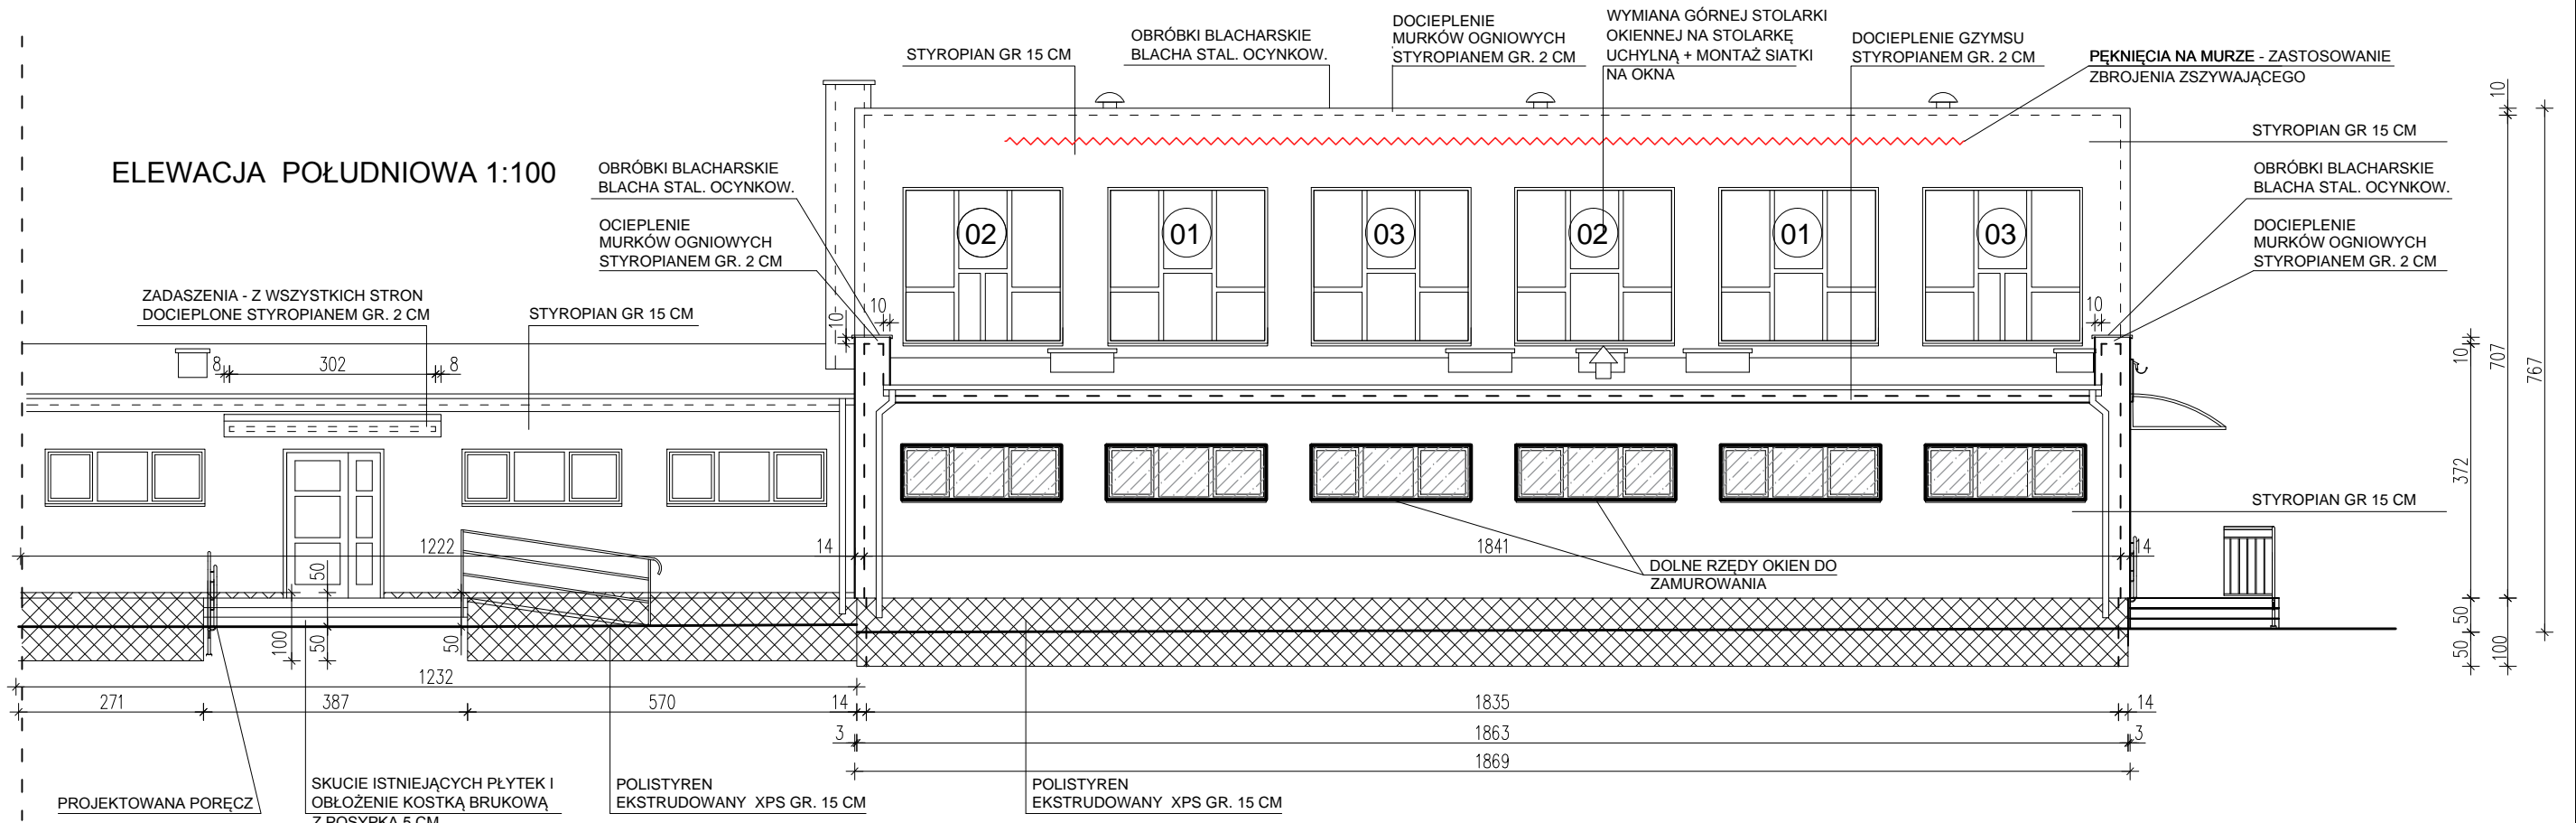 STYROPIAN GR 15 CM
OBRÓBKI BLACHARSKIE
BLACHA STAL. OCYNKOW.
DOCIEPLENIE
MURKÓW OGNIOWYCH
STYROPIANEM GR. 2 CM
WYMIANA GÓRNEJ STOLARKI
OKIENNEJ NA STOLARKĘ
UCHYLNĄ + MONTAŻ SIATKI
NA OKNA
DOCIEPLENIE GZYMSU
STYROPIANEM GR. 2 CM
PĘKNIĘCIA NA MURZE - ZASTOSOWANIE
ZBROJENIA ZSZYWAJĄCEGO
10
STYROPIAN GR 15 CM
ELEWACJA POŁUDNIOWA 1:100
OBRÓBKI BLACHARSKIE
BLACHA STAL. OCYNKOW.
OCIEPLENIE
MURKÓW OGNIOWYCH
STYROPIANEM GR. 2 CM
OBRÓBKI BLACHARSKIE
BLACHA STAL. OCYNKOW.
DOCIEPLENIE
MURKÓW OGNIOWYCH
STYROPIANEM GR. 2 CM
02
01
03
02
01
03
ZADASZENIA - Z WSZYSTKICH STRON
DOCIEPLONE STYROPIANEM GR. 2 CM
STYROPIAN GR 15 CM
10
10
10
8
302
8
10
707
767
372
STYROPIAN GR 15 CM
1222
14
1841
14
DOLNE RZĘDY OKIEN DO
ZAMUROWANIA
50
100
50
50
50
50
100
1232
271
387
570
14
1835
14
3
1863
3
1869
PROJEKTOWANA PORĘCZ
SKUCIE ISTNIEJĄCYCH PŁYTEK I
OBŁOŻENIE KOSTKĄ BRUKOWĄ
Z POSYPKĄ 5 CM
POLISTYREN
EKSTRUDOWANY XPS GR. 15 CM
POLISTYREN
EKSTRUDOWANY XPS GR. 15 CM